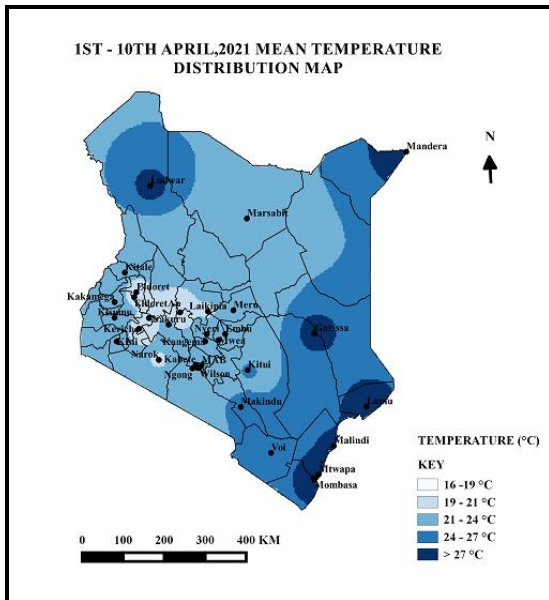 1ST - 10TH APRIL,2021 MEAN TEMPERATURE
DISTRIBUTION MAP
Mandera
N
Lodwar
Marsabit
Kitale
Kakamega
Laikipia
Meru
Kisumu
Nakuru
Nyeri
Embu
Garissa
Kericho
Kangema
Kisii
Narok
Kabete
MAB
Kitui
Ngong
Wilson
Makindu
Lamu
Voi
Malindi
Mtwapa
Mombasa
TEMPERATURE (°C)
KEY
16 -19 °C
19 - 21 °C
21 - 24 °C
24 - 27 °C
> 27 °C
0 100 200 300 400 KM